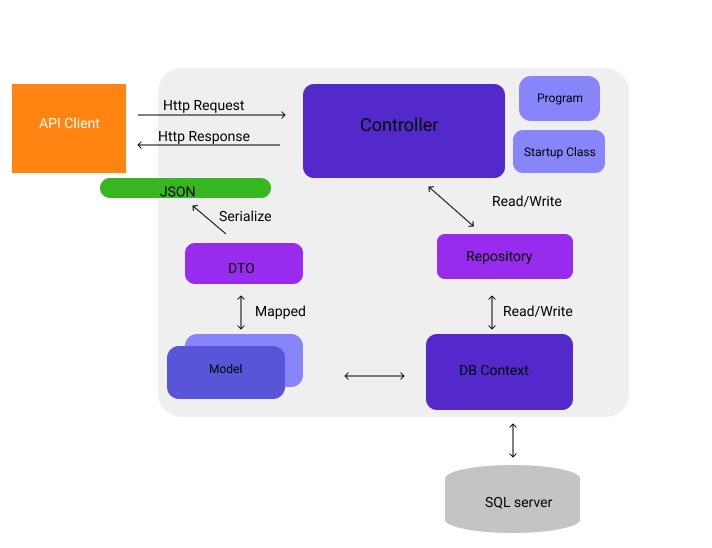 Program
Http Request
API Client
Controller
Http Response
Startup Class
JSON
Read/Write
Serialize
Repository
DTO
Mapped
Read/Write
Model
DB Context
SQL server